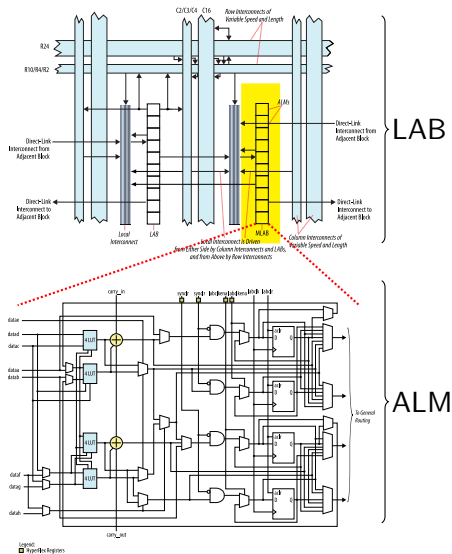 C2/C3/C4 C16
Row Interconnects of
Variable Speed and Length
R24
R10/R4/R2
ALMs
Direct-Link
Interconnect from
Adjacent Block
Direct-Link
Interconnect from
Adjacent Block
LAB
Direct-Link
Interconnect to
Adjacent Block
Direct-Link
Interconnect to
Adjacent Block
Local
Interconnect
LAB
MLAB
Local Interconnect is Driven
from Either Side by Column Interconnects and LABs,
and from Above by Row Interconnects
Column Interconnects of
Variable Speed and Length
carry_in
aclr
D Q
datae
datad
datac
4 LUT
dataa
datab
4 LUT
aclr
D Q
ALM
To General
Routing
4 LUT
aclr
D Q
dataf
datag
4 LUT
aclr
D Q
datah
carry_out
Legend:
HyperFlex Registers